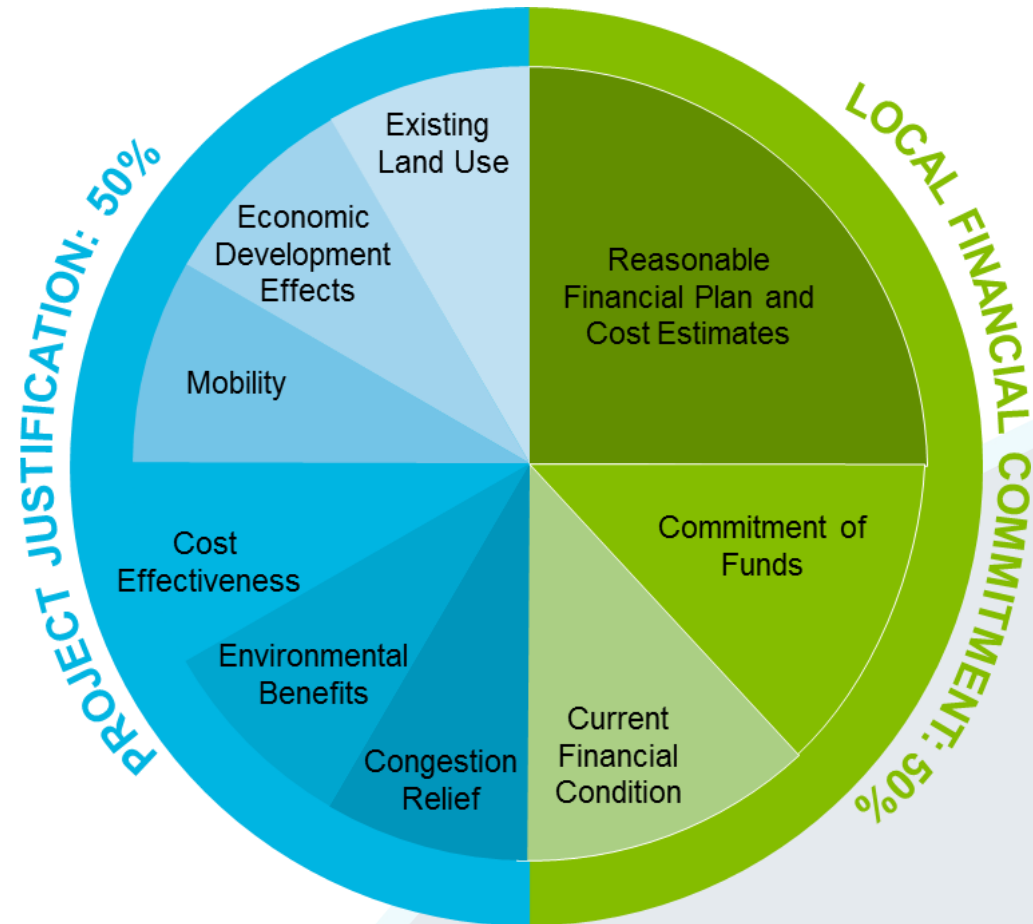 PROJECT JUSTIFICATION: 50%
LOCAL FINANCIAL COMMITMENT: 50%
Existing
Land Use
Economic
Development
Effects
Mobility
Cost
Effectiveness
Environmental
Benefits
Congestion
Relief
Reasonable
Financial Plan and
Cost Estimates
Commitment of
Funds
Current
Financial
Condition